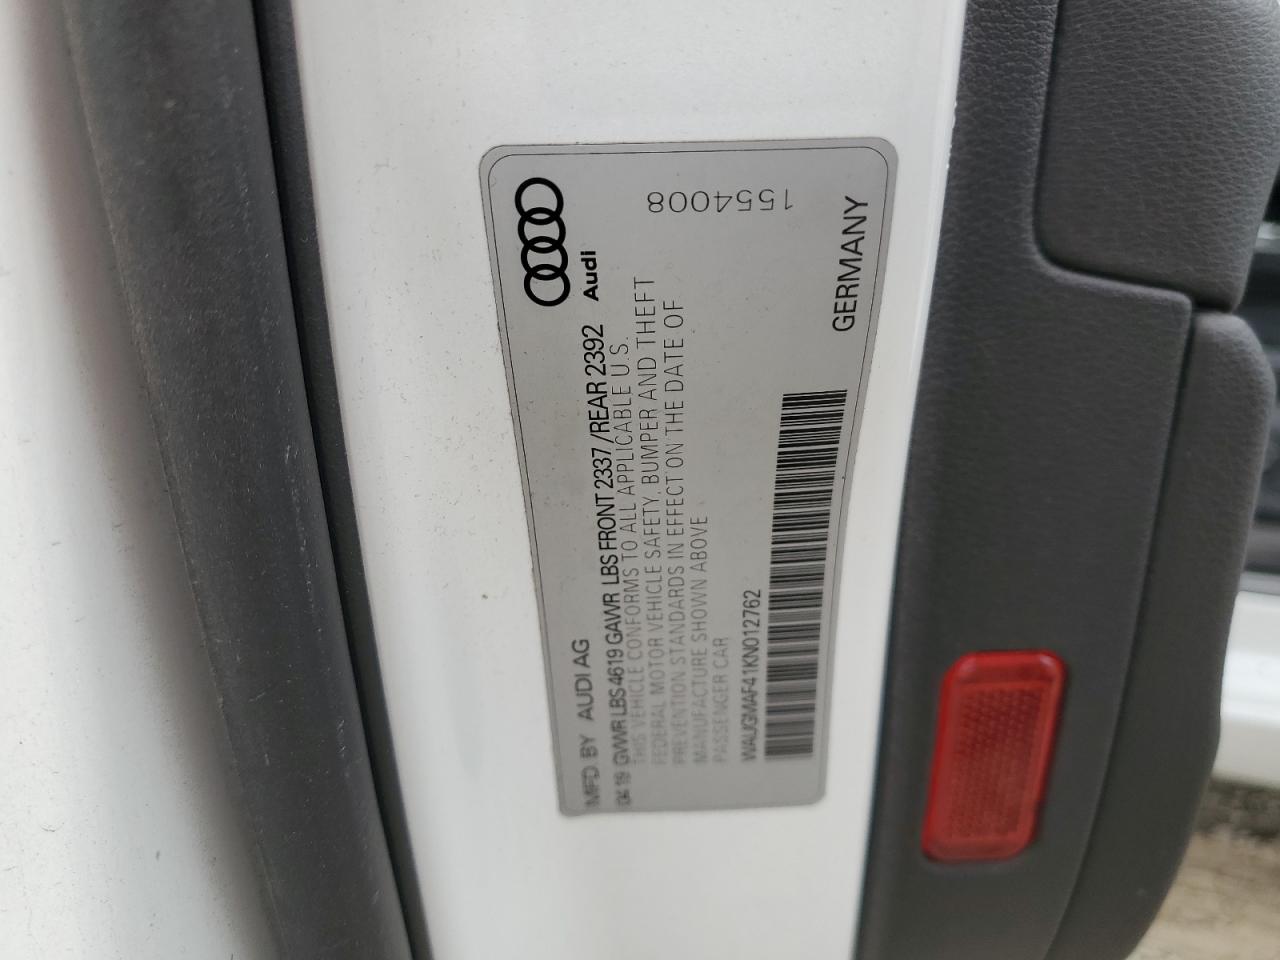 Audi
MFD. BY AUDI AG
04.19 GVWR LBS 4619 GAWR LBS FRONT 2337/REAR 2392
THIS VEHICLE CONFORMS TO ALL APPLICABLE U.S.
FEDERAL MOTOR VEHICLE SAFETY, BUMPER AND THEFT
PREVENTION STANDARDS IN EFFECT ON THE DATE OF
MANUFACTURE SHOWN ABOVE
PASSENGER CAR
WAUGMAF41KN012762
GERMANY
1554008